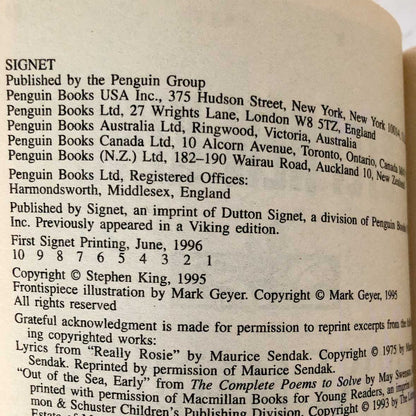 SIGNET
Published by the Penguin Group
Penguin Books USA Inc., 375 Hudson Street, New York, New York 10014,
Penguin Books Ltd, 27 Wrights Lane, London W8 5TZ, England
Penguin Books Australia Ltd, Ringwood, Victoria, Australia
Penguin Books Canada Ltd, 10 Alcorn Avenue, Toronto, Ontario, Canada
Penguin Books (N.Z.) Ltd, 182–190 Wairau Road, Auckland 10, New Zealand
Penguin Books Ltd, Registered Offices:
Harmondsworth, Middlesex, England
Published by Signet, an imprint of Dutton Signet, a division of Penguin Books
Inc. Previously appeared in a Viking edition.
First Signet Printing, June, 1996
10 9 8 7 6 5 4 3 2 1
Copyright © Stephen King, 1995
Frontispiece illustration by Mark Geyer. Copyright © Mark Geyer, 1995
All rights reserved
Grateful acknowledgment is made for permission to reprint excerpts from the
ing copyrighted works:
Lyrics from "Really Rosie" by Maurice Sendak. Copyright © 1975 by
Sendak. Reprinted by permission of Maurice Sendak.
"Out of the Sea, Early" from The Complete Poems to Solve by May
printed with permission of Macmillan Books for Young Readers, an
mon & Schuster Children's Publishing Division. Copyright © 1993 by The
Estate of